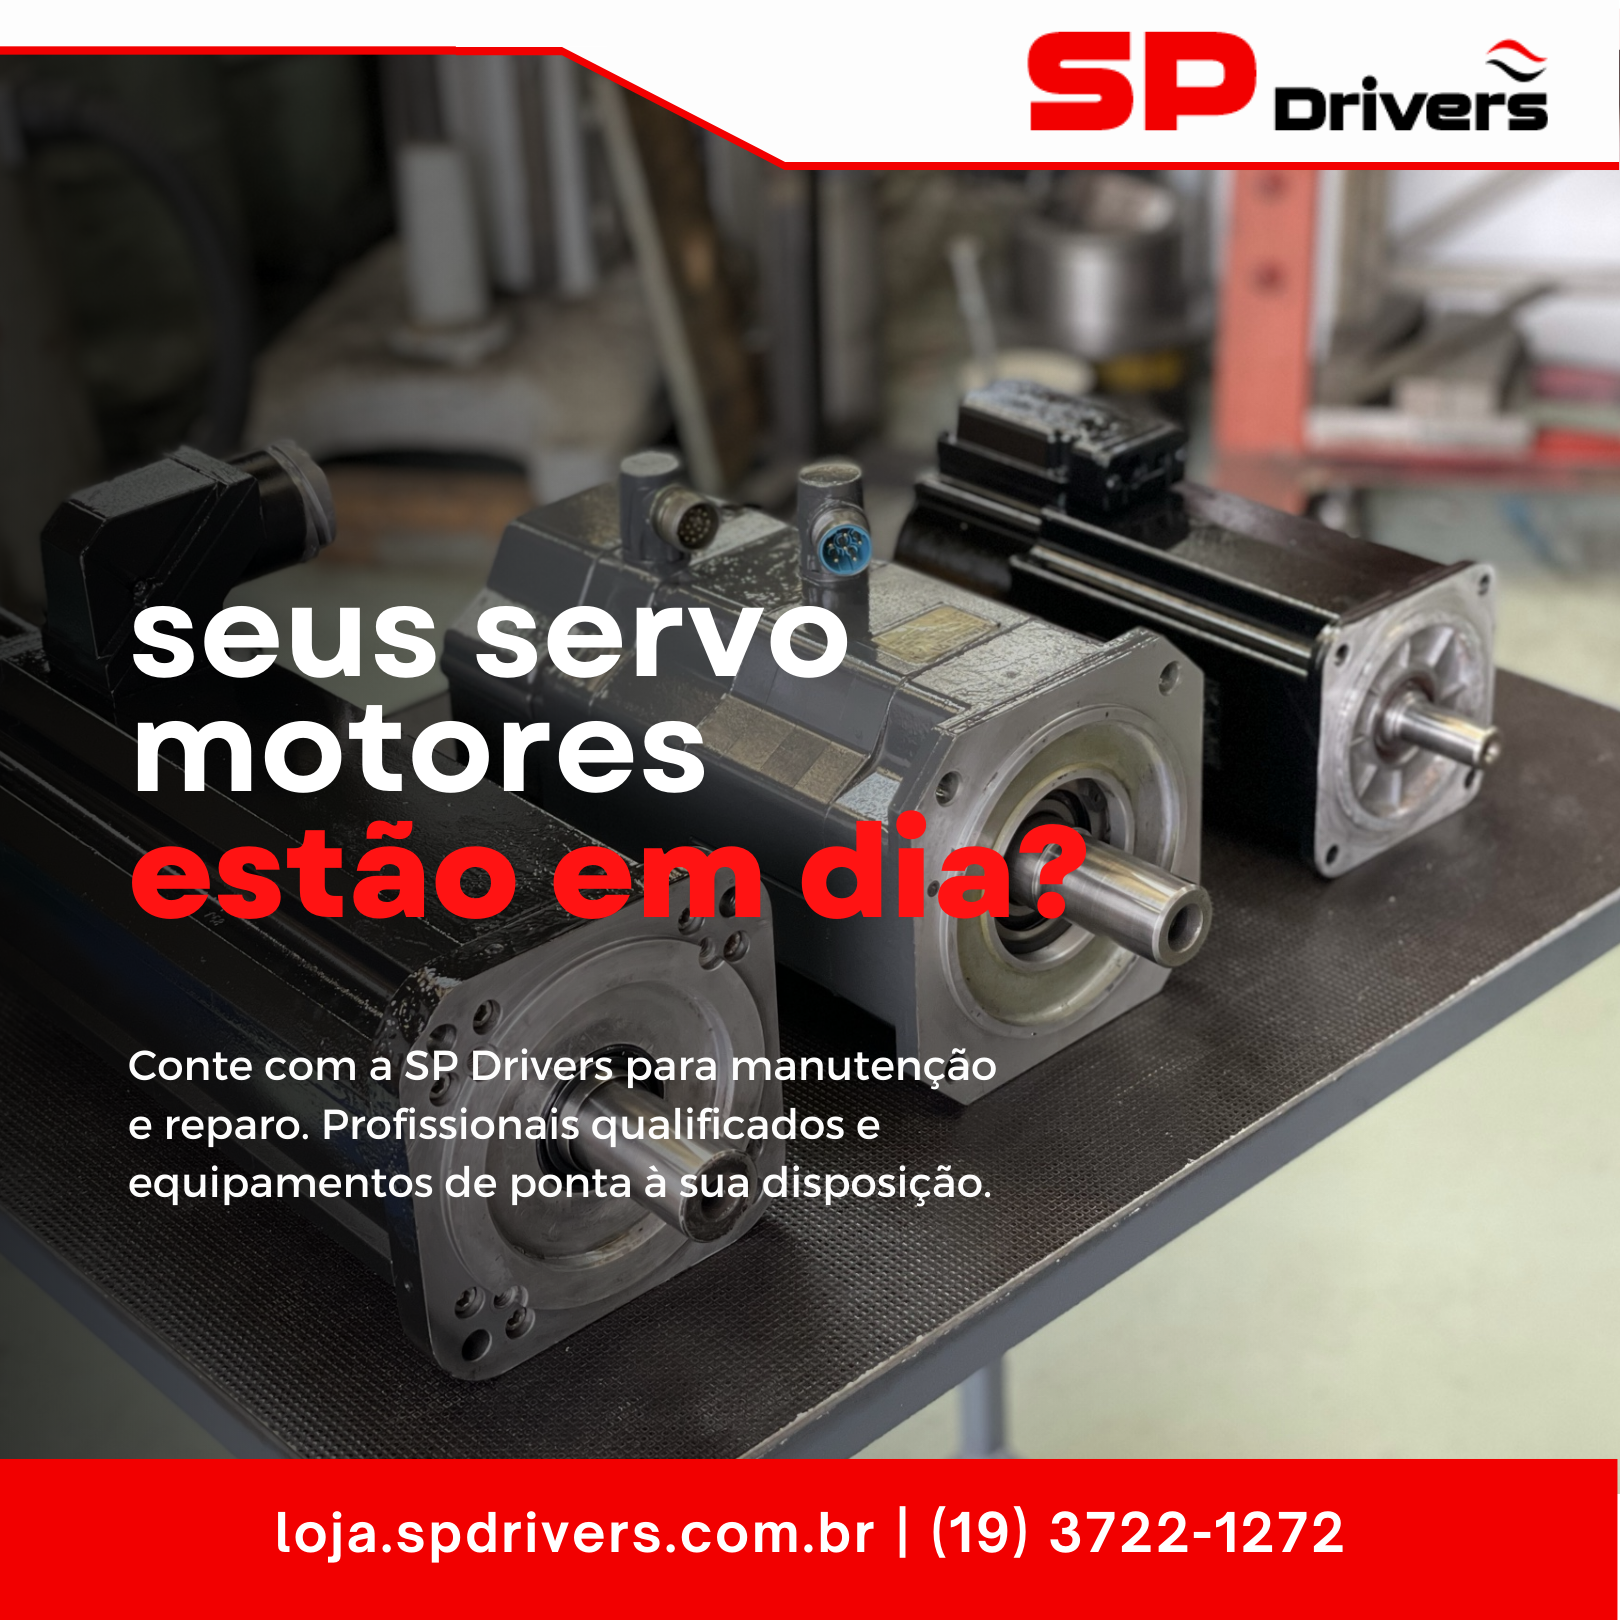 SP Drivers
seus servo
motores
estão em dia?
Conte com a SP Drivers para manutenção
e reparo. Profissionais qualificados e
equipamentos de ponta à sua disposição.
loja.spdrivers.com.br | (19) 3722-1272